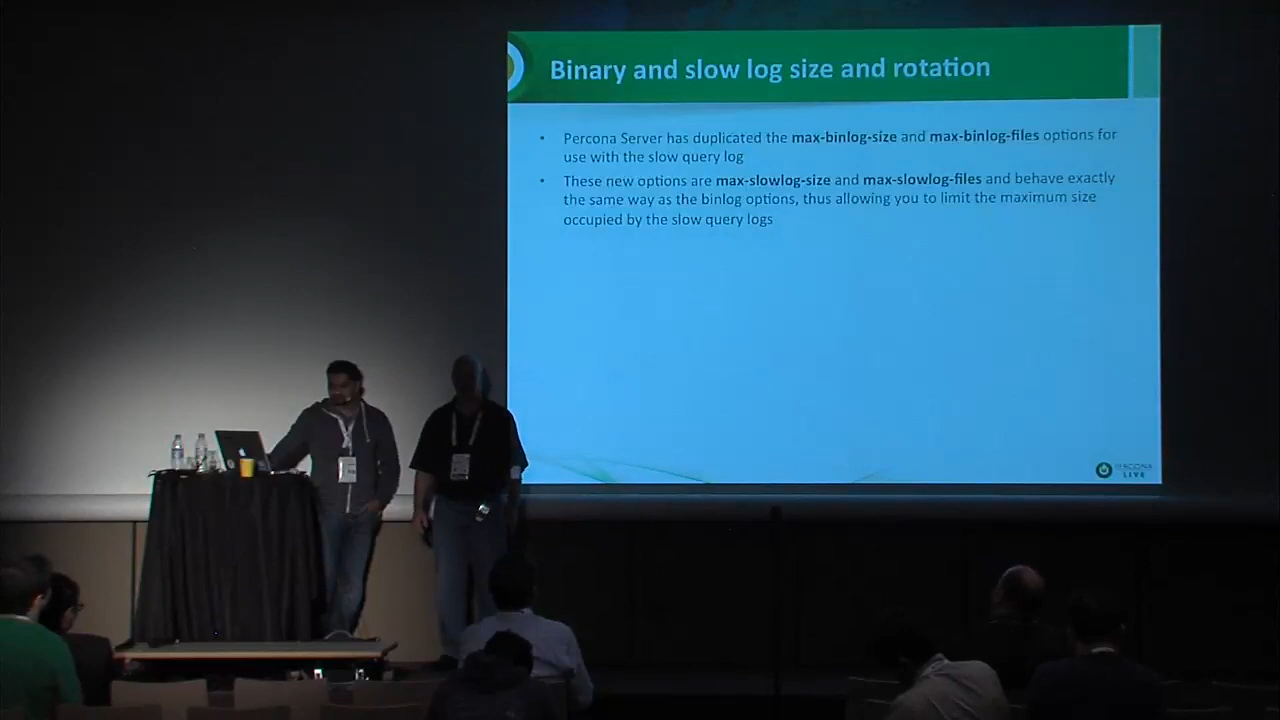 Binary and slow log size and rotation
• Percona Server has duplicated the max-binlog-size and max-binlog-files options for
use with the slow query log
• These new options are max-slowlog-size and max-slowlog-files and behave exactly
the same way as the binlog options, thus allowing you to limit the maximum size
occupied by the slow query logs
PERCONA
LIVE